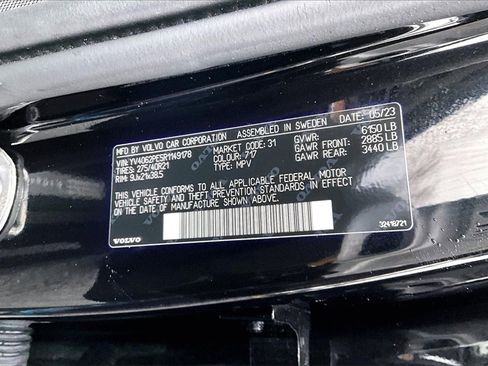 MFD BY VOLVO CAR CORPORATION ASSEMBLED IN SWEDEN DATE: 05/23
VIN: YV4062PE5R1149178 MARKET CODE: 31 GVWR: 6150 LB
TIRES: 275/40R21 COLOUR: 717 GAWR FRONT: 2885 LB
RIM: 9Jx21x38.5 TYPE: MPV GAWR REAR: 3440 LB
THIS VEHICLE CONFORMS TO ALL APPLICABLE FEDERAL MOTOR
VEHICLE SAFETY AND THEFT PREVENTION STANDARDS IN EFFECT
ON THE DATE OF MANUFACTURE SHOWN ABOVE.
VOLVO 32418721